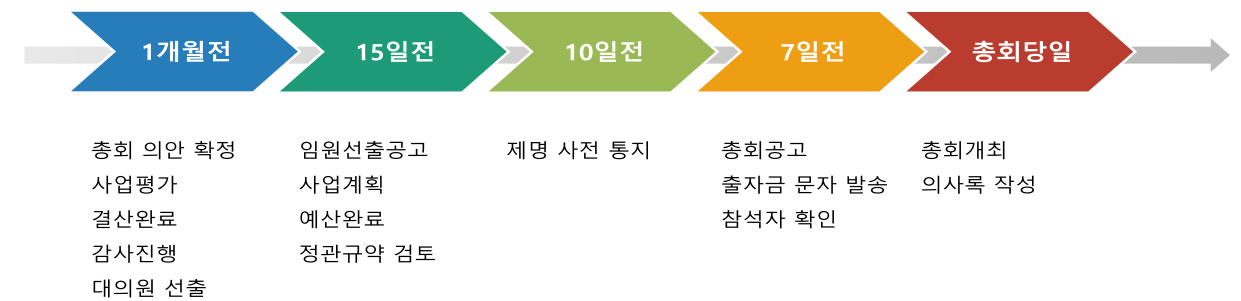 1개월전
15일전
10일전
7일전
총회당일
총회 의안 확정
사업평가
결산완료
감사진행
대의원 선출
임원선출공고
사업계획
예산완료
정관규약 검토
제명 사전 통지
총회공고
출자금 문자 발송
참석자 확인
총회개최
의사록 작성